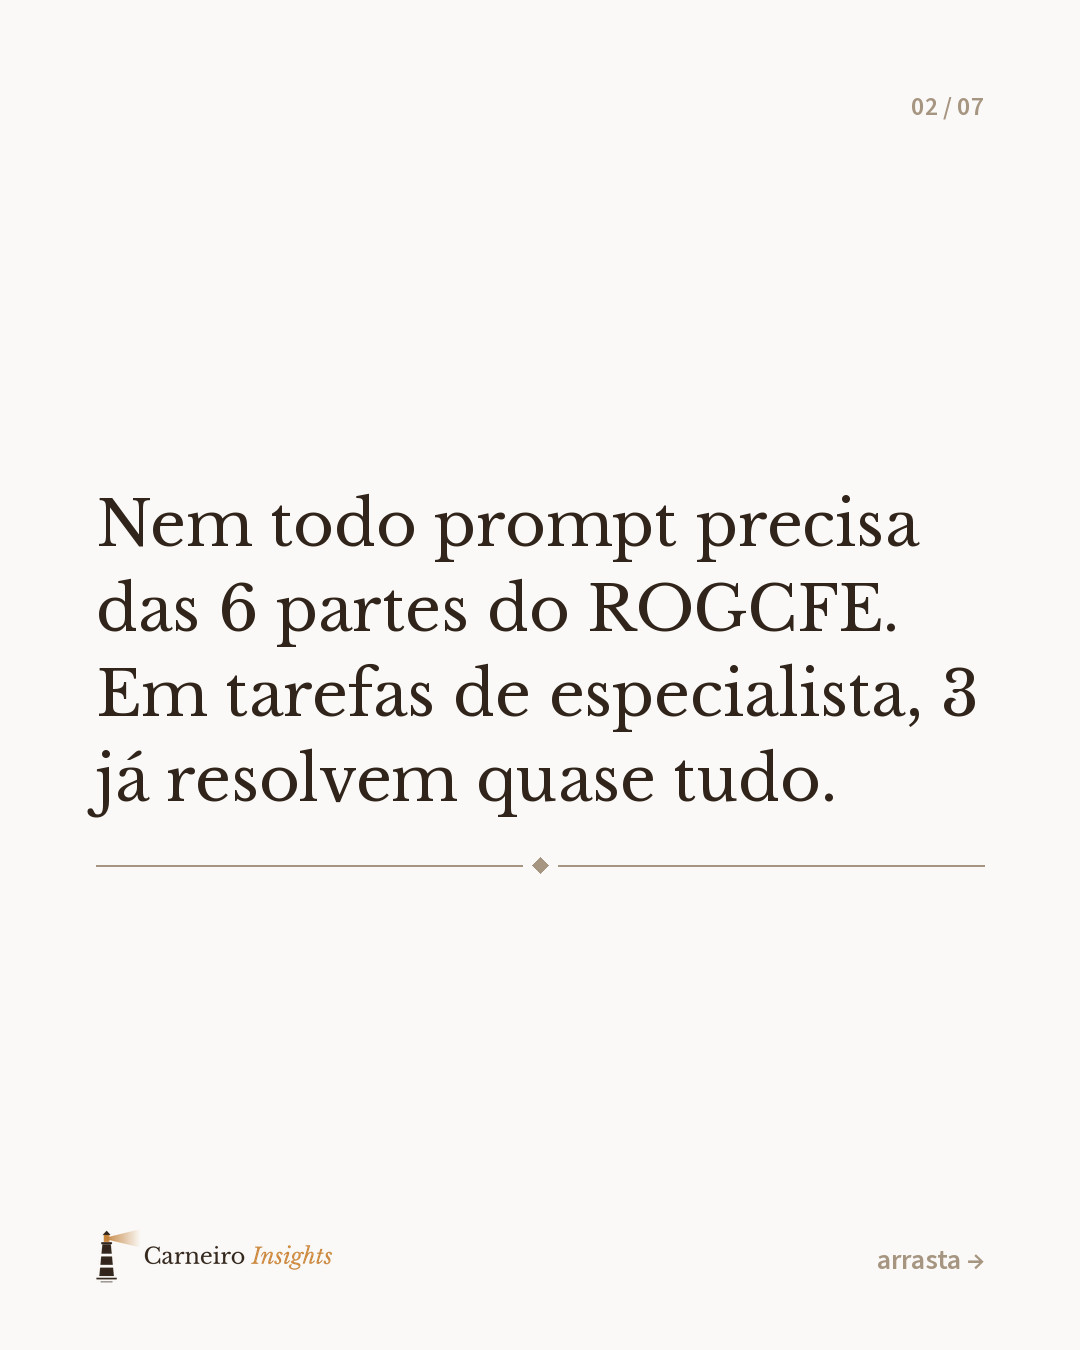 02 / 07
Nem todo prompt precisa
das 6 partes do ROGCFE.
Em tarefas de especialista, 3
já resolvem quase tudo.
Carneiro Insights
arrasta →